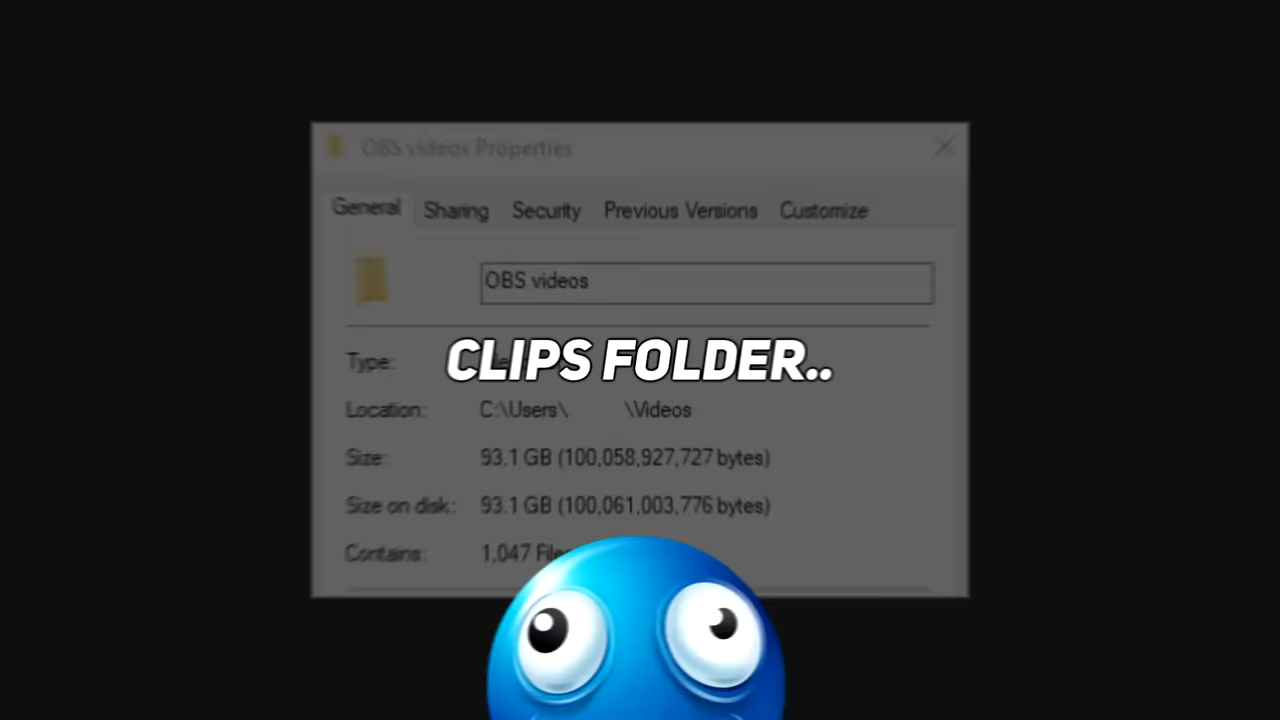 OBS videos Properties
General Sharing Security Previous Versions Customize
OBS videos
CLIPS FOLDER..
Type:
Location: C:\Users\ \Videos
Size: 93.1 GB (100,058,927,727 bytes)
Size on disk: 93.1 GB (100,061,003,776 bytes)
Contains: 1,047